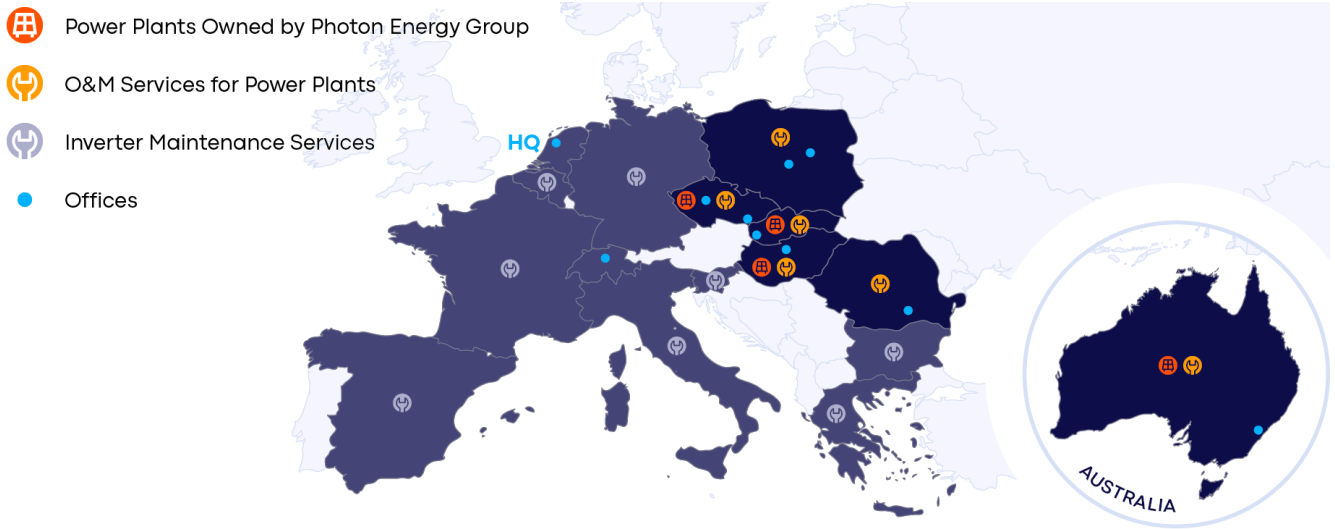 Power Plants Owned by Photon Energy Group
O&M Services for Power Plants
Inverter Maintenance Services
HQ
Offices
AUSTRALIA